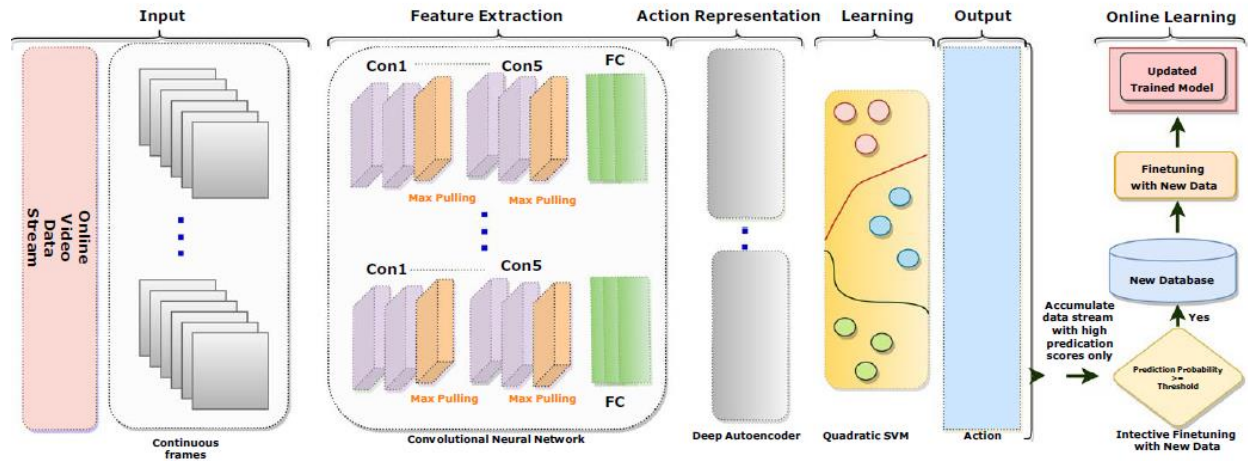 Input
Feature Extraction
Action Representation
Learning
Output
Online Learning
Online
Video
Data
Stream
Continuous
frames
Con1
Con5
FC
Max Pulling
Max Pulling
Con1
Con5
Max Pulling
Max Pulling
FC
Convolutional Neural Network
Deep Autoencoder
Quadratic SVM
Action
Accumulate
data stream
with high
predication
scores only
Updated
Trained Model
Finetuning
with New Data
New Database
Yes
Prediction Probability
>=
Threshold
Intective Finetuning
with New Data